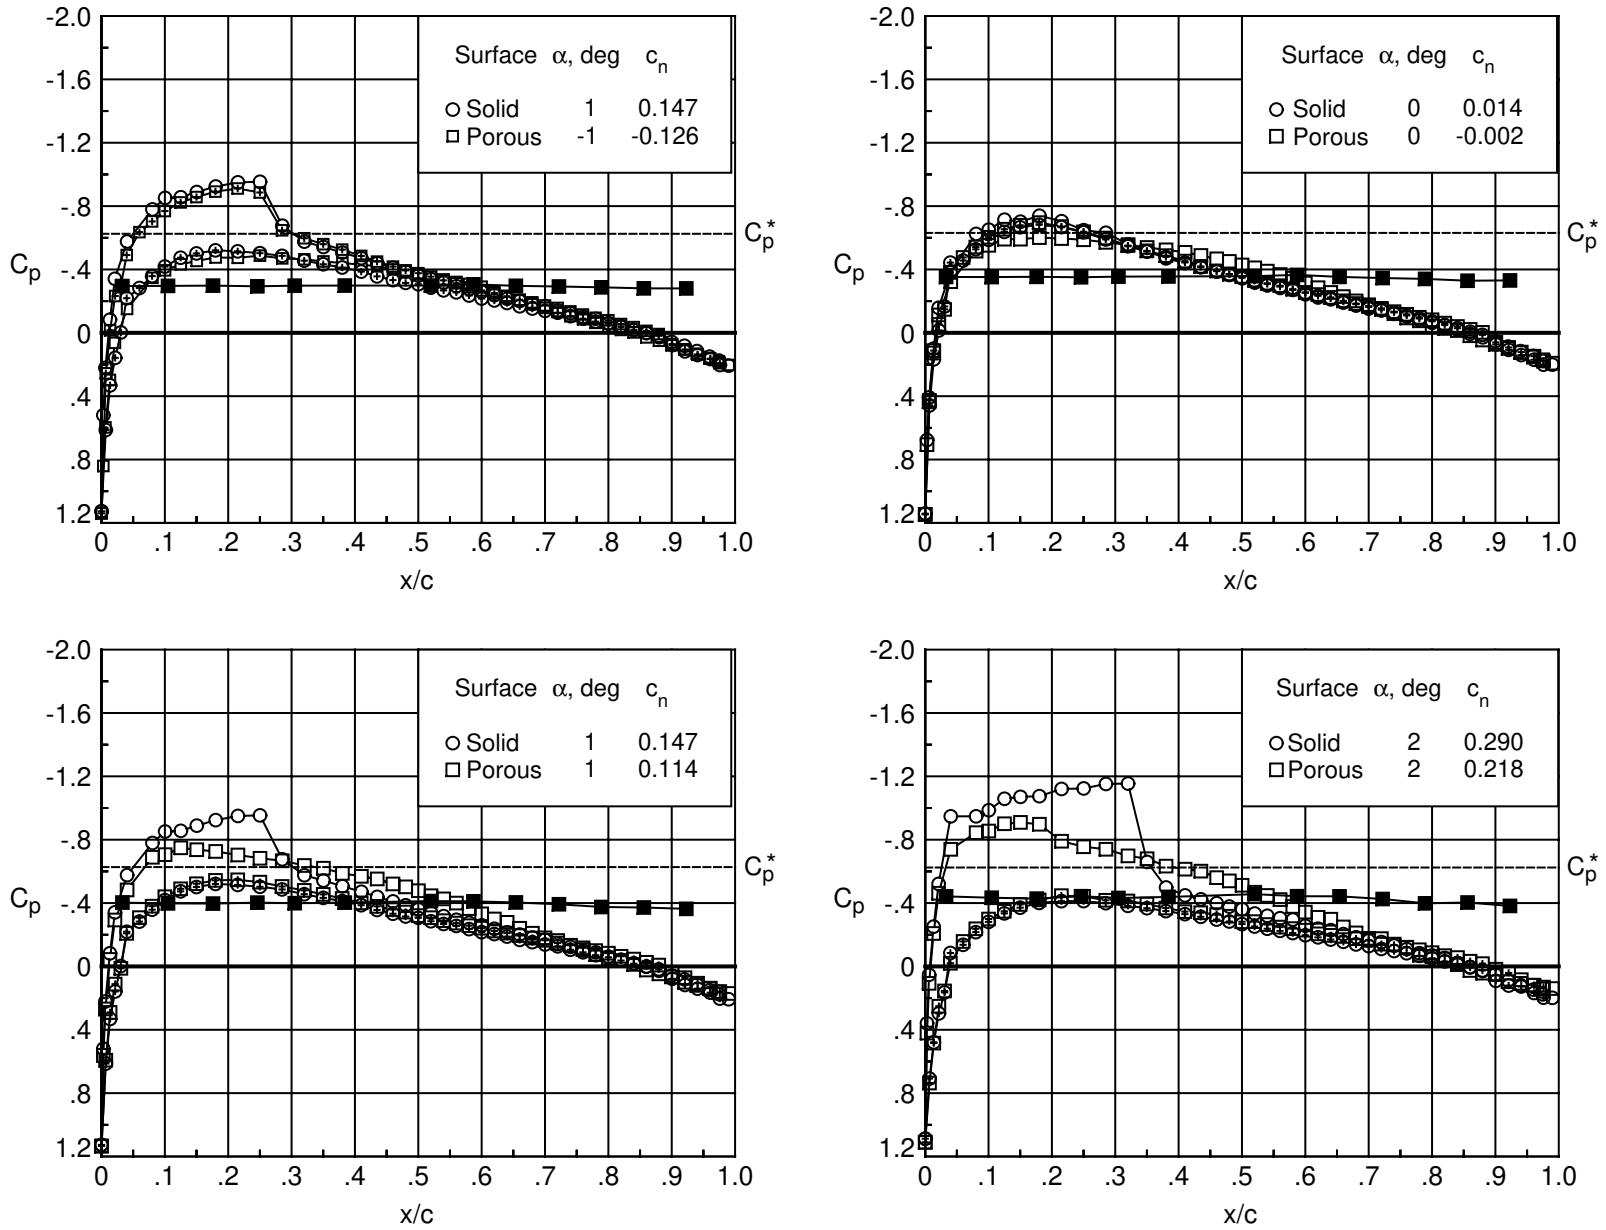 -2.0
-1.6
-1.2
-.8
-.4
0
.4
.8
1.2
Cp
Surface α, deg cn
Solid 1 0.147
Porous -1 -0.126
Cp*
0 .1 .2 .3 .4 .5 .6 .7 .8 .9 1.0
x/c
-2.0
-1.6
-1.2
-.8
-.4
0
.4
.8
1.2
Cp
Surface α, deg cn
Solid 0 0.014
Porous 0 -0.002
Cp*
0 .1 .2 .3 .4 .5 .6 .7 .8 .9 1.0
x/c
-2.0
-1.6
-1.2
-.8
-.4
0
.4
.8
1.2
Cp
Surface α, deg cn
Solid 1 0.147
Porous 1 0.114
Cp*
0 .1 .2 .3 .4 .5 .6 .7 .8 .9 1.0
x/c
-2.0
-1.6
-1.2
-.8
-.4
0
.4
.8
1.2
Cp
Surface α, deg cn
Solid 2 0.290
Porous 2 0.218
Cp*
0 .1 .2 .3 .4 .5 .6 .7 .8 .9 1.0
x/c